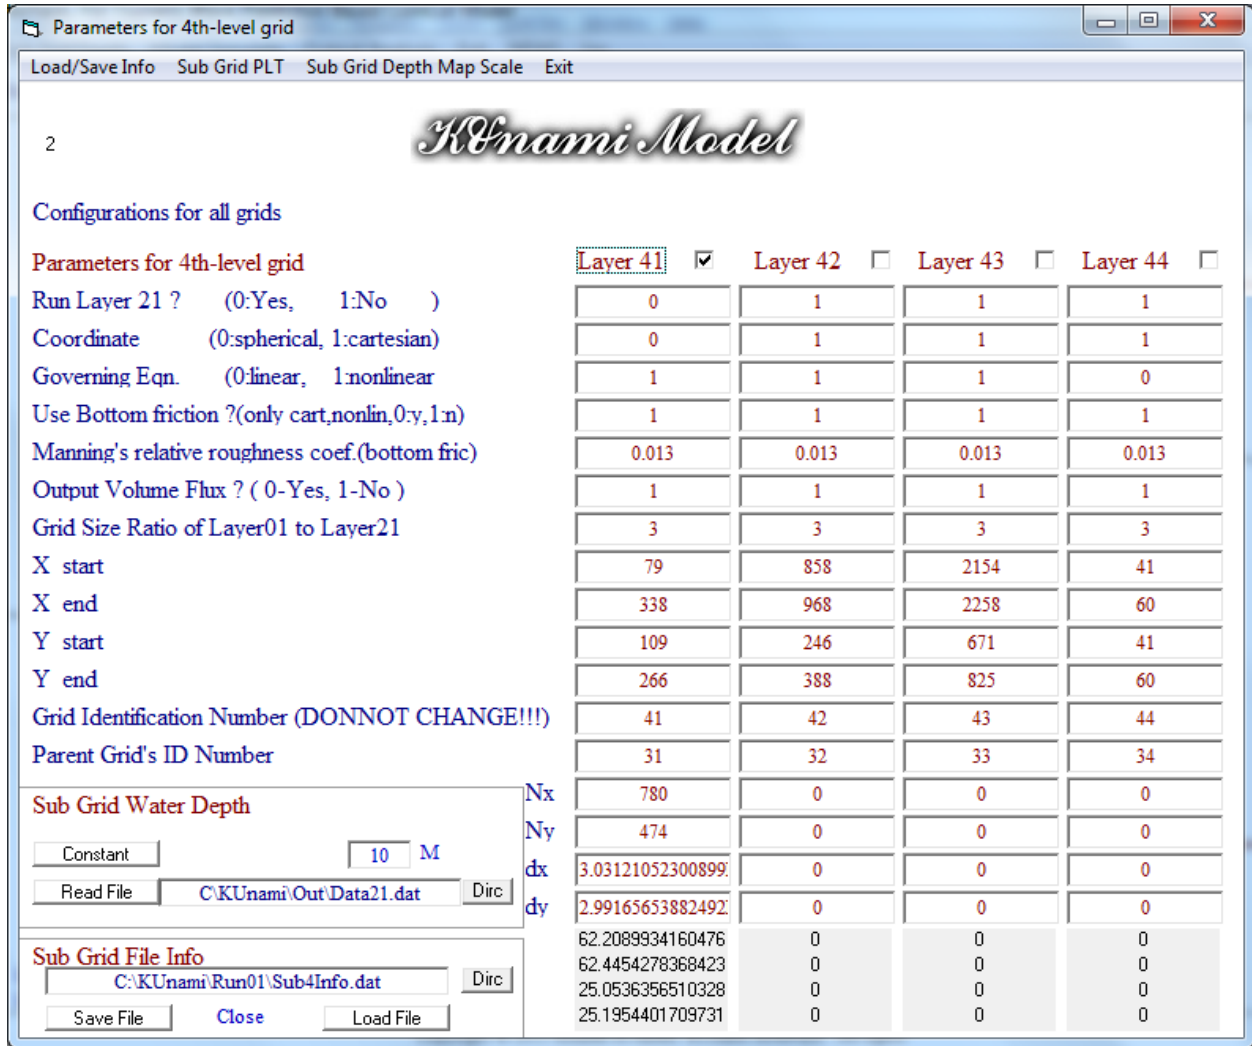 Parameters for 4th-level grid
Load/Save Info Sub Grid PLT Sub Grid Depth Map Scale Exit
KUnami Model
2
Configurations for all grids
Parameters for 4th-level grid Layer 41 Layer 42 Layer 43 Layer 44
Run Layer 21 ? (0:Yes, 1:No ) 0 1 1 1
Coordinate (0:spherical, 1:cartesian) 0 1 1 1
Governing Eqn. (0:linear, 1:nonlinear 1 1 1 0
Use Bottom friction ?(only cart,nonlin,0:y,1:n) 1 1 1 1
Manning's relative roughness coef.(bottom fric) 0.013 0.013 0.013 0.013
Output Volume Flux ? ( 0-Yes, 1-No ) 1 1 1 1
Grid Size Ratio of Layer01 to Layer21 3 3 3 3
X start 79 858 2154 41
X end 338 968 2258 60
Y start 109 246 671 41
Y end 266 388 825 60
Grid Identification Number (DONNOT CHANGE!!!) 41 42 43 44
Parent Grid's ID Number 31 32 33 34
Nx 780 0 0 0
Sub Grid Water Depth
Ny 474 0 0 0
Constant 10 M
dx 3.03121052300899 0 0 0
Read File C\KUnami\Out\Data21.dat Dirc
dy 2.99165653882492 0 0 0
62.2089934160476 0 0 0
Sub Grid File Info
62.4454278368423 0 0 0
C:\KUnami\Run01\Sub4Info.dat Dirc
25.0536356510328 0 0 0
Save File Close Load File
25.1954401709731 0 0 0